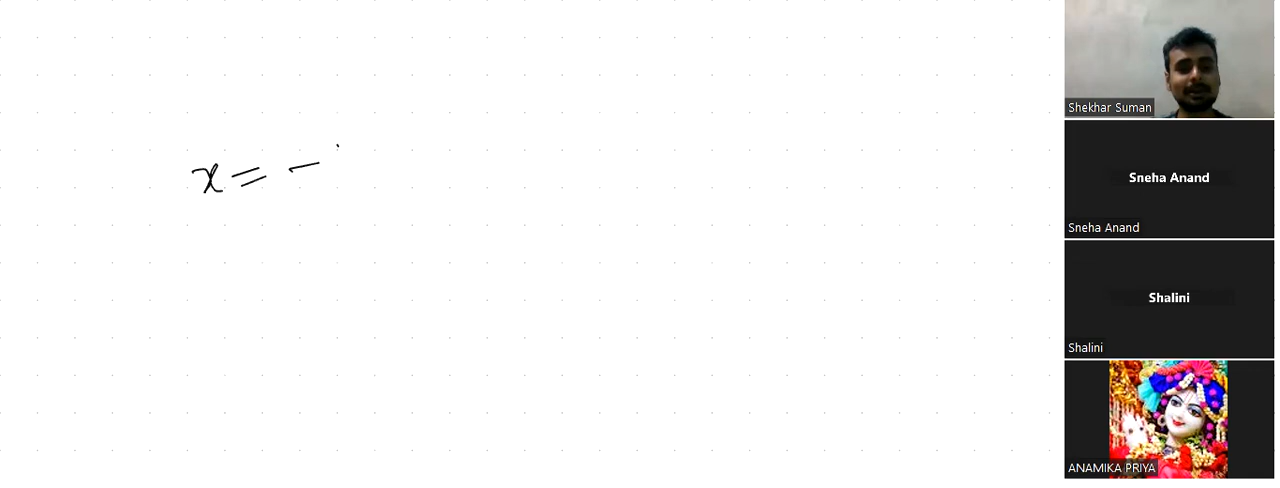 x = -
Shekhar Suman
Sneha Anand
Sneha Anand
Shalini
Shalini
ANAMIKA PRIYA